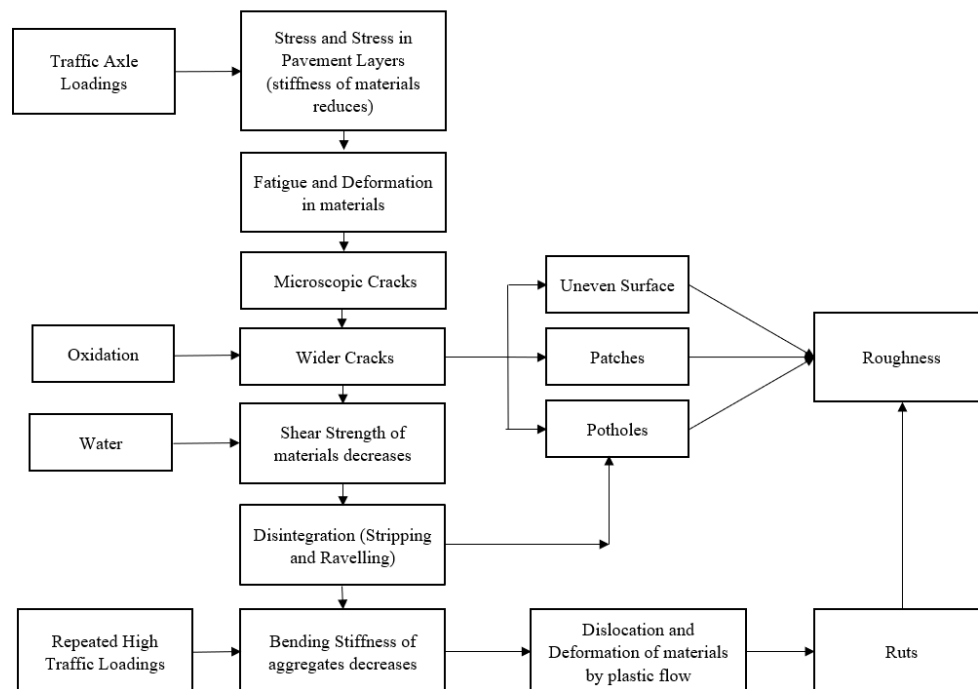 Traffic Axle
Loadings
Stress and Stress in
Pavement Layers
(stiffness of materials
reduces)
Fatigue and Deformation
in materials
Microscopic Cracks
Uneven Surface
Oxidation
Wider Cracks
Patches
Roughness
Water
Shear Strength of
materials decreases
Potholes
Disintegration (Stripping
and Ravelling)
Repeated High
Traffic Loadings
Bending Stiffness of
aggregates decreases
Dislocation and
Deformation of materials
by plastic flow
Ruts